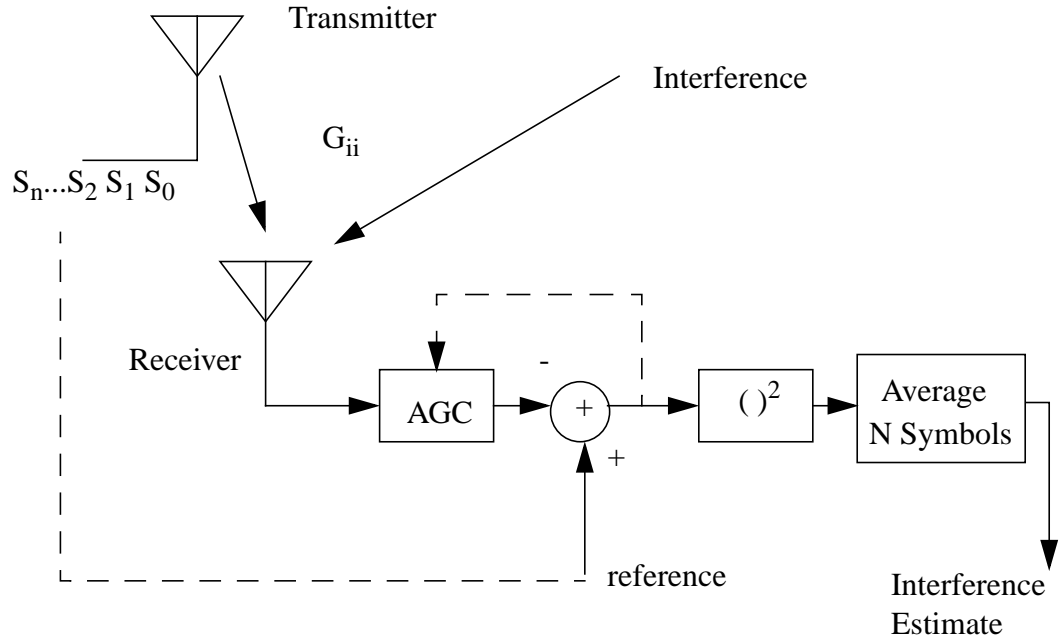 Transmitter
Interference
G_ii
S_n...S_2 S_1 S_0
Receiver
-
AGC
+
( )^2
Average
N Symbols
+
reference
Interference
Estimate